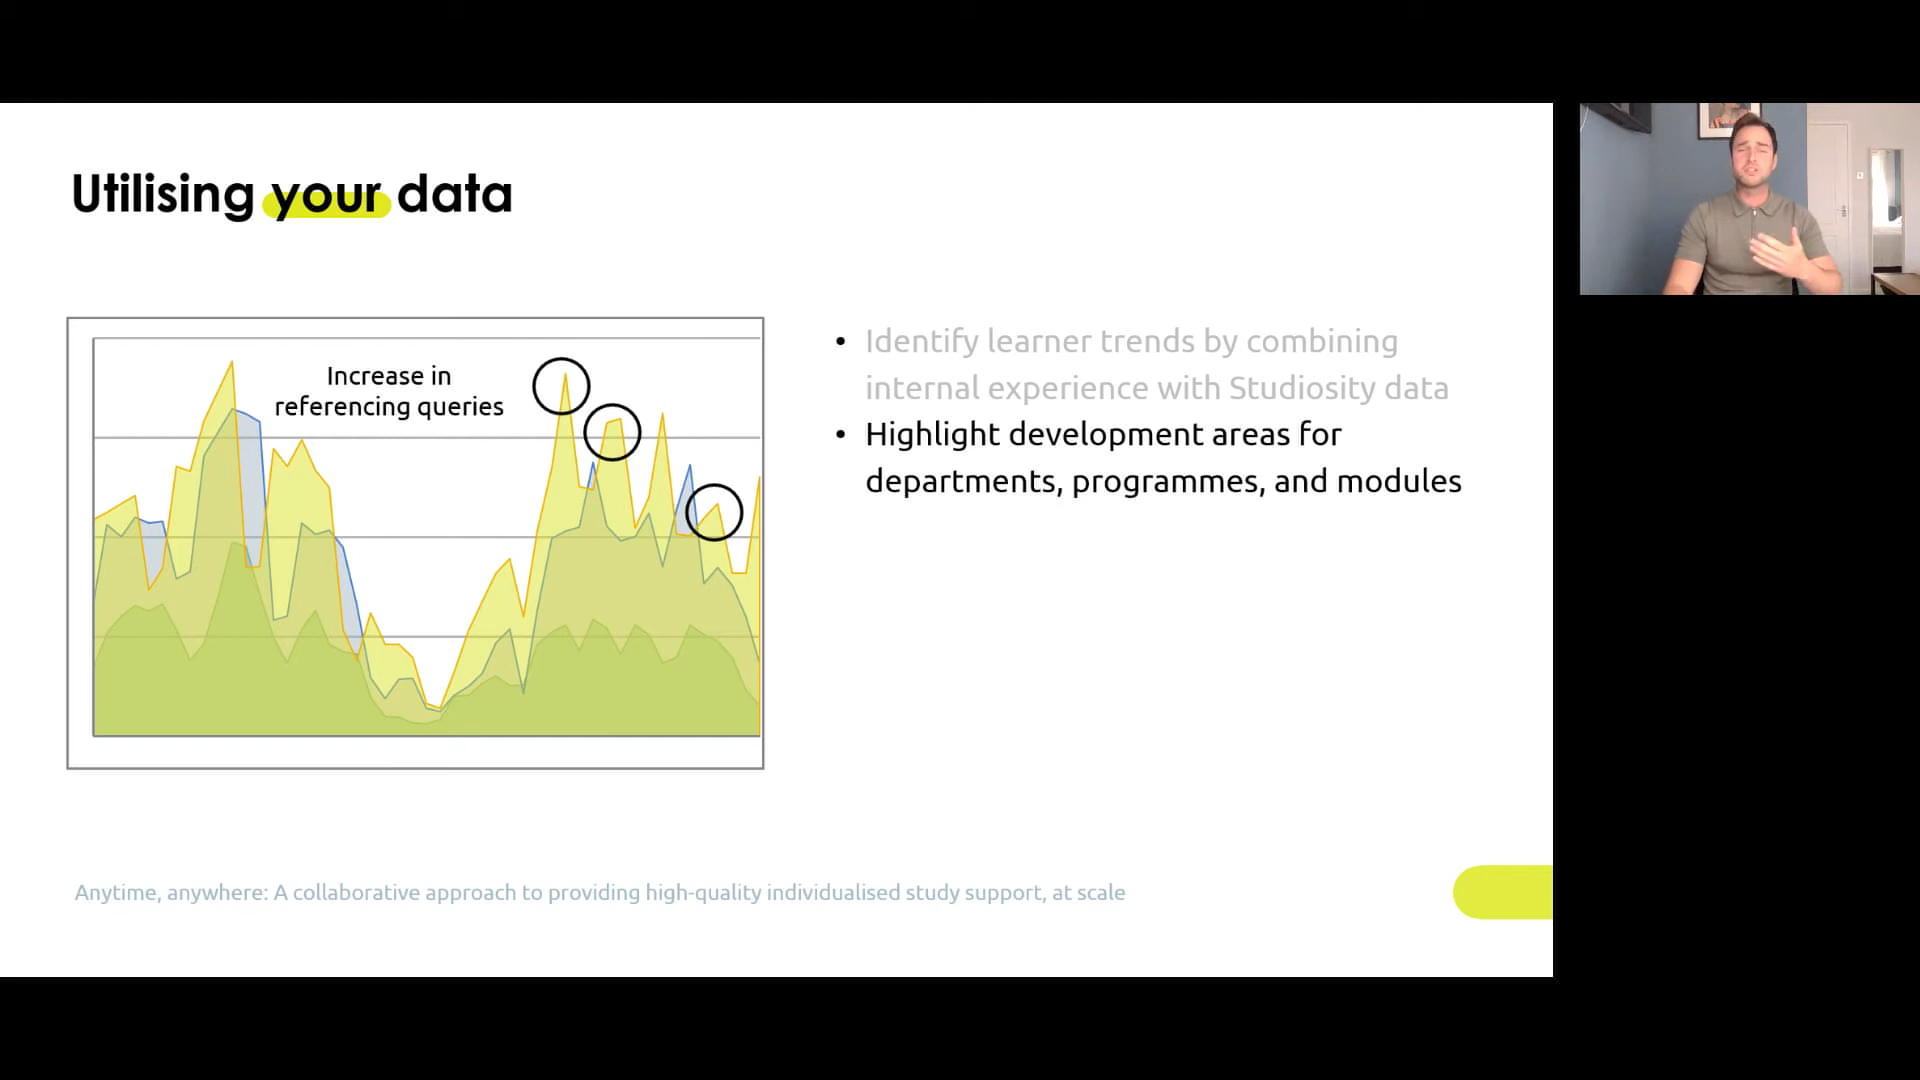 Utilising your data
Increase in
referencing queries
• Identify learner trends by combining
internal experience with Studiosity data
• Highlight development areas for
departments, programmes, and modules
Anytime, anywhere: A collaborative approach to providing high-quality individualised study support, at scale